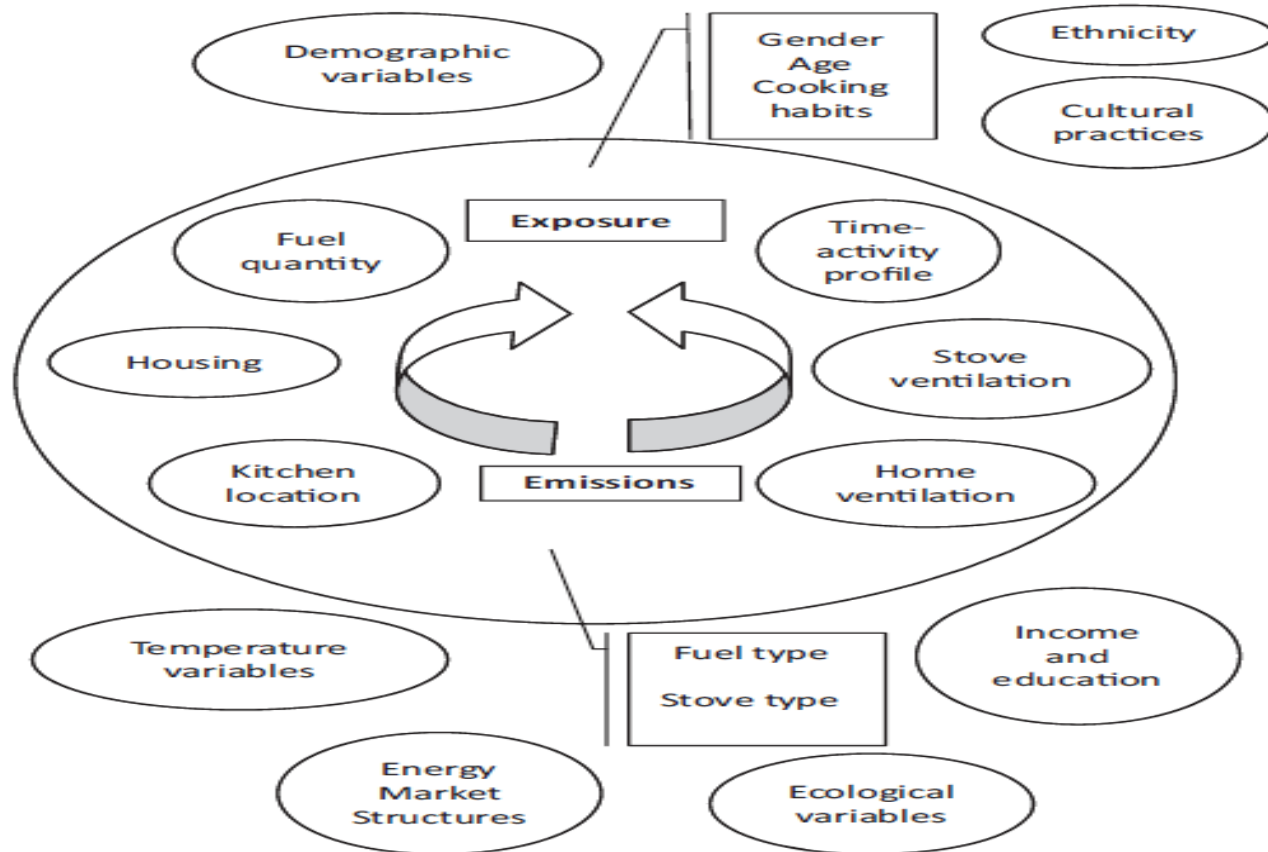 Demographic
variables
Gender
Age
Cooking
habits
Ethnicity
Cultural
practices
Exposure
Fuel
quantity
Time-
activity
profile
Housing
Stove
ventilation
Kitchen
location
Emissions
Home
ventilation
Temperature
variables
Fuel type
Stove type
Income
and
education
Energy
Market
Structures
Ecological
variables